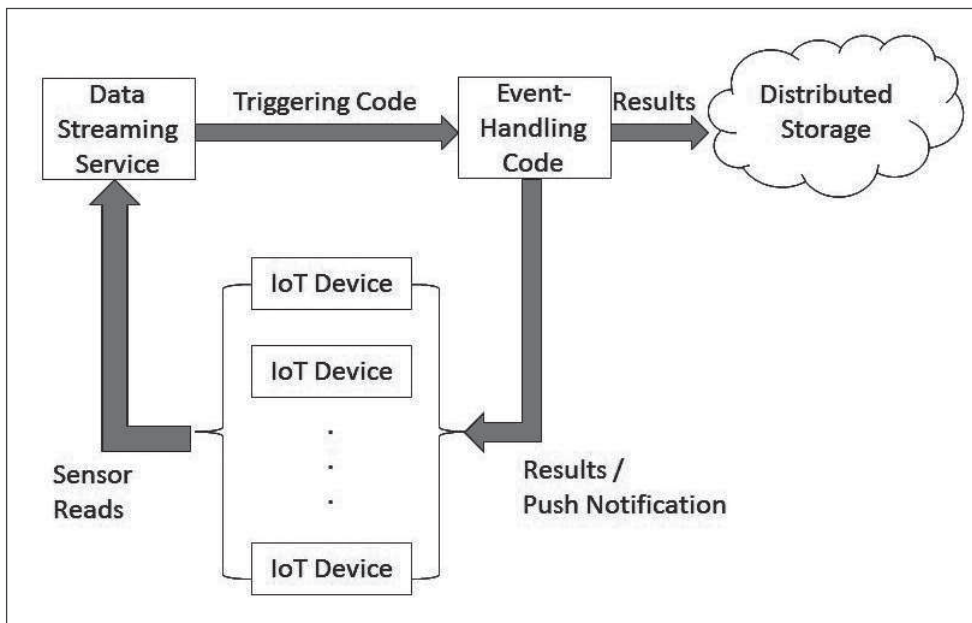 Data
Streaming
Service
Triggering Code
Event-
Handling
Code
Results
Distributed
Storage
IoT Device
IoT Device
.
.
.
IoT Device
Sensor
Reads
Results /
Push Notification